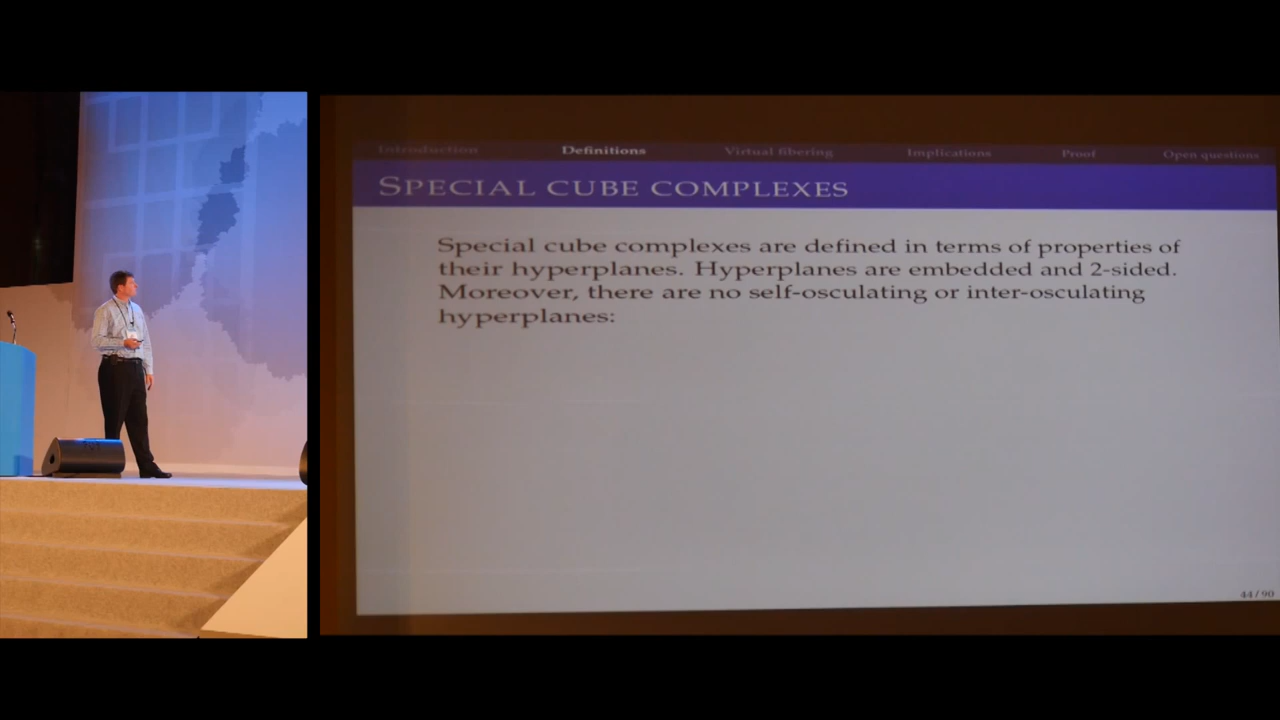 Introduction Definitions Virtual fibering Implications Proof Open questions
SPECIAL CUBE COMPLEXES
Special cube complexes are defined in terms of properties of
their hyperplanes. Hyperplanes are embedded and 2-sided.
Moreover, there are no self-osculating or inter-osculating
hyperplanes:
44 / 90